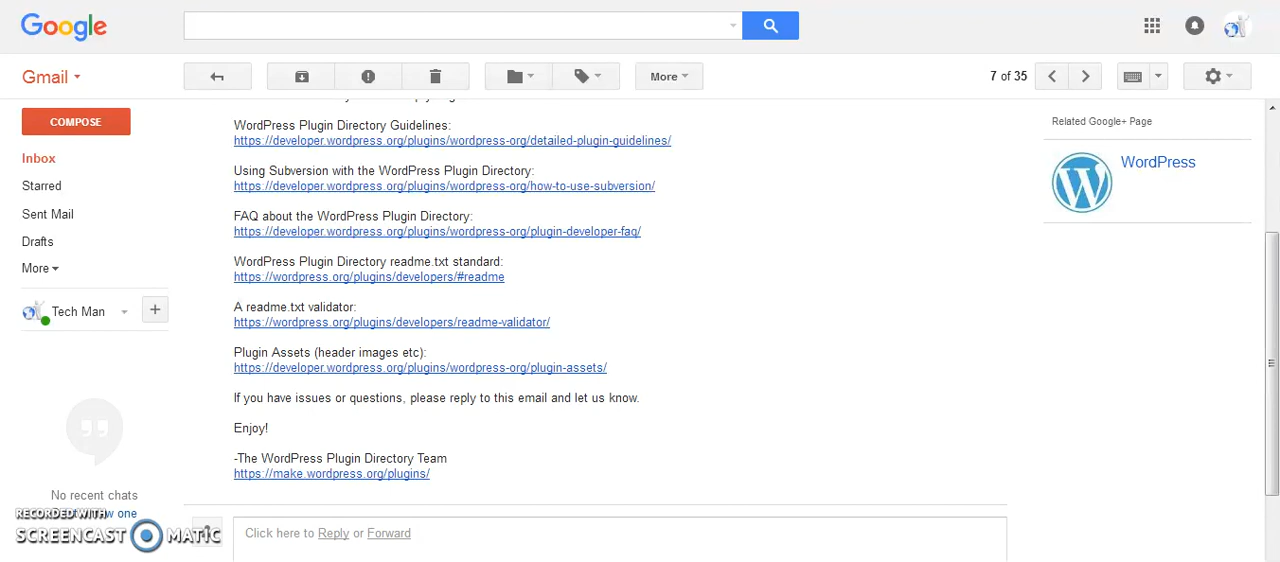 Google
Gmail
More
7 of 35
COMPOSE
Inbox
Starred
Sent Mail
Drafts
More
Tech Man
No recent chats
one
RECORDED WITH
SCREENCAST MATIC
WordPress Plugin Directory Guidelines:
https://developer.wordpress.org/plugins/wordpress-org/detailed-plugin-guidelines/
Using Subversion with the WordPress Plugin Directory:
https://developer.wordpress.org/plugins/wordpress-org/how-to-use-subversion/
FAQ about the WordPress Plugin Directory:
https://developer.wordpress.org/plugins/wordpress-org/plugin-developer-faq/
WordPress Plugin Directory readme.txt standard:
https://wordpress.org/plugins/developers/#readme
A readme.txt validator:
https://wordpress.org/plugins/developers/readme-validator/
Plugin Assets (header images etc):
https://developer.wordpress.org/plugins/wordpress-org/plugin-assets/
If you have issues or questions, please reply to this email and let us know.
Enjoy!
-The WordPress Plugin Directory Team
https://make.wordpress.org/plugins/
Click here to Reply or Forward
Related Google+ Page
WordPress